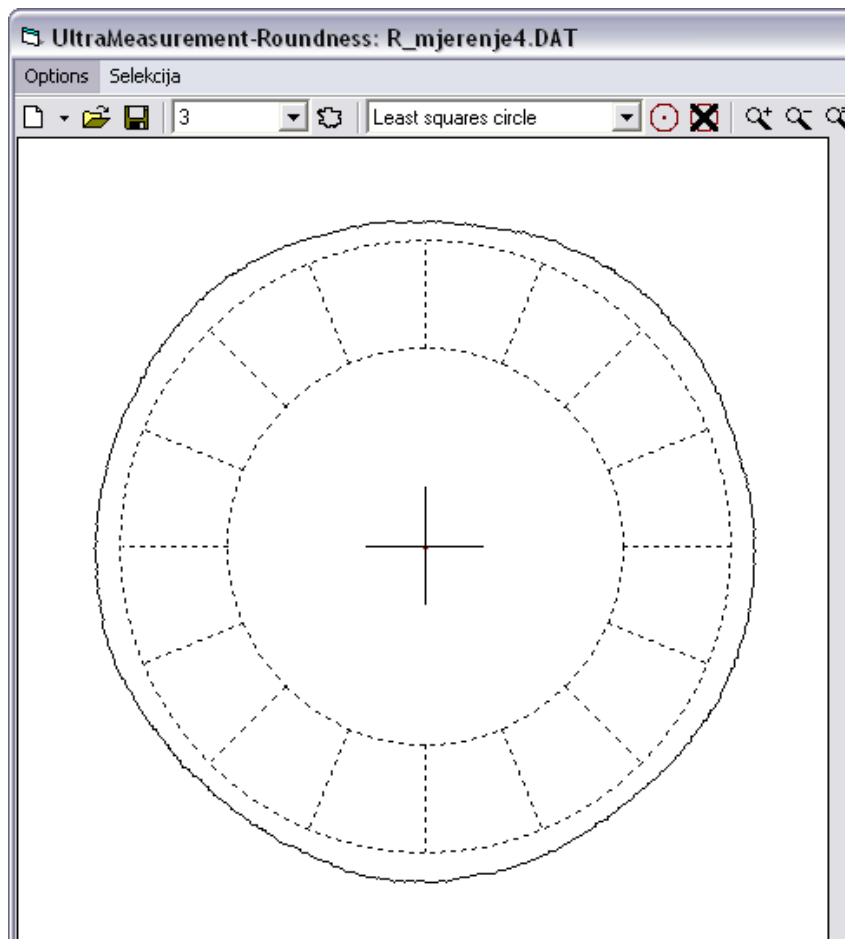 UltraMeasurement-Roundness: R_mjerenje4.DAT
Options Selekcija
3 Least squares circle